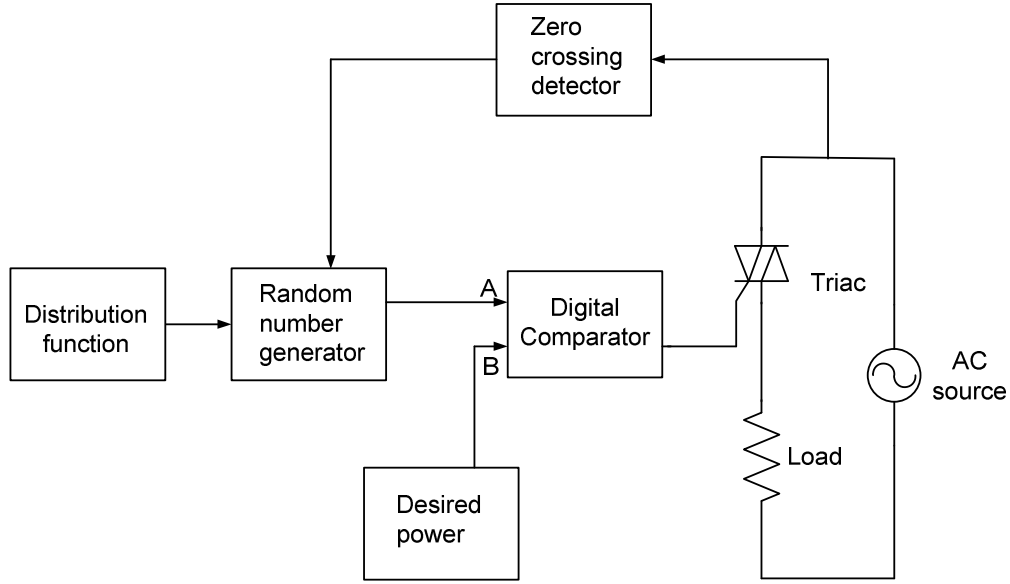 Zero
crossing
detector
Distribution
function
Random
number
generator
A
B
Digital
Comparator
Triac
AC
source
Load
Desired
power